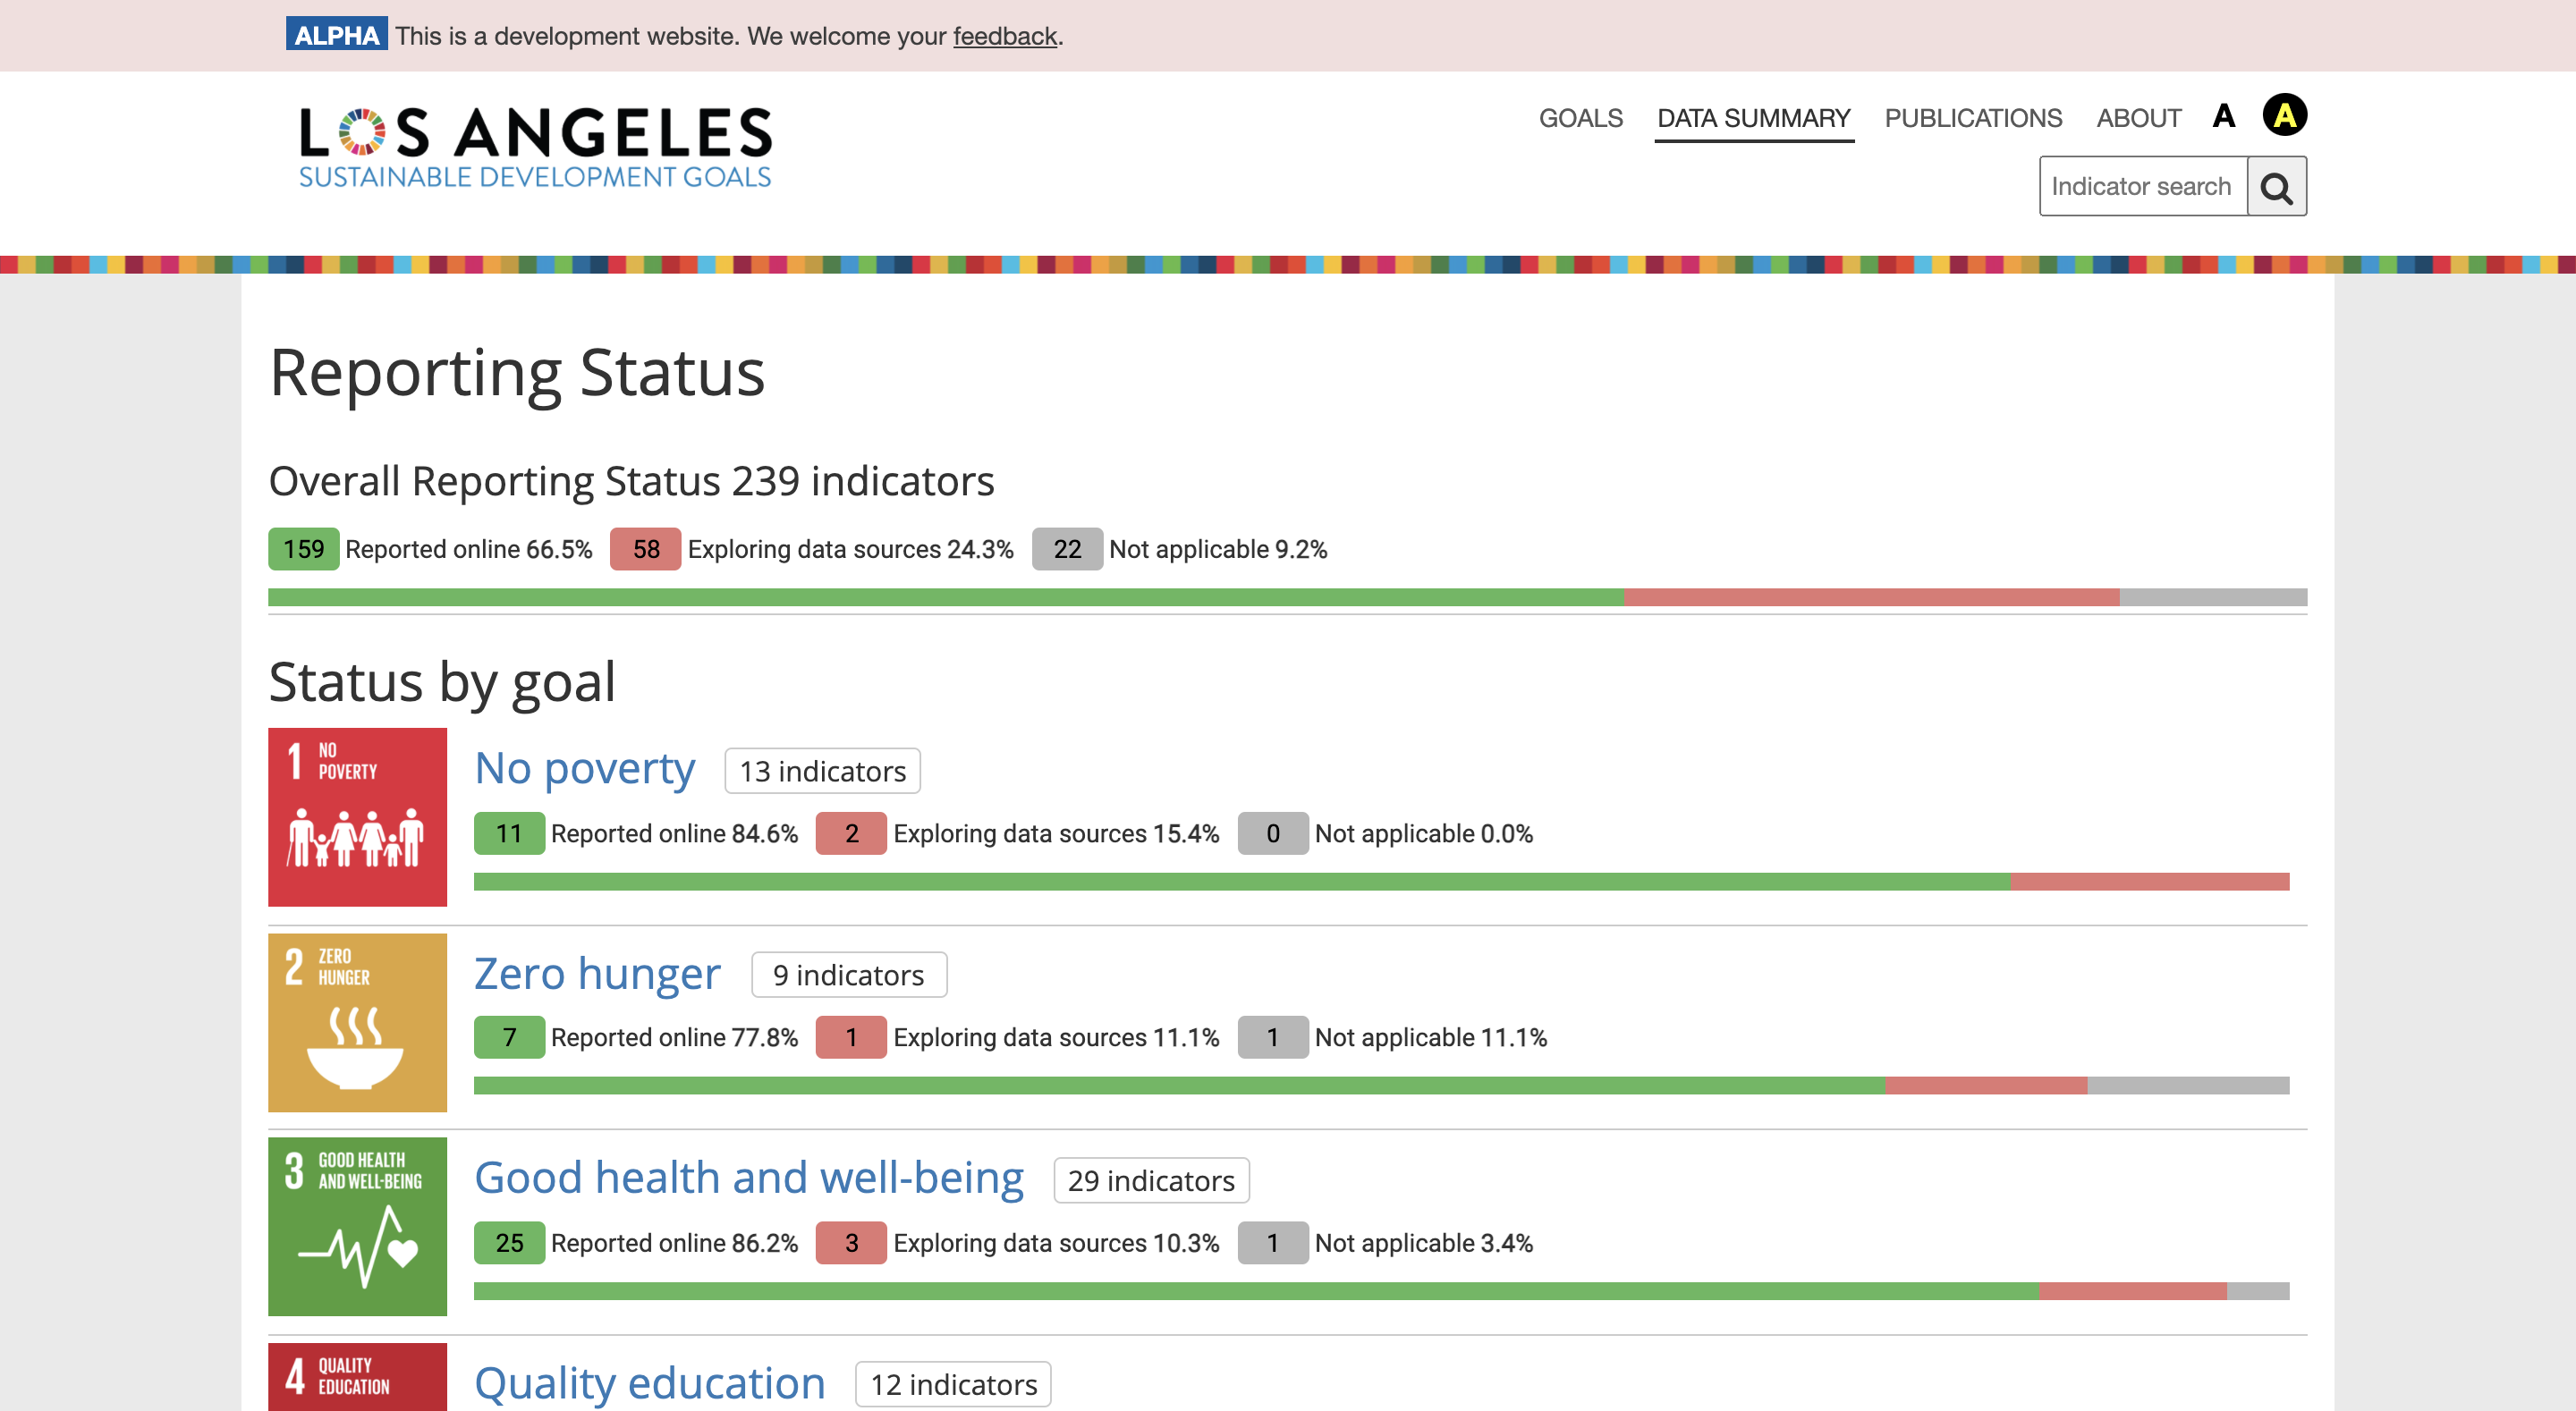 ALPHA This is a development website. We welcome your feedback.
LOS ANGELES
SUSTAINABLE DEVELOPMENT GOALS
GOALS DATA SUMMARY PUBLICATIONS ABOUT A A
Indicator search
Reporting Status
Overall Reporting Status 239 indicators
159 Reported online 66.5% 58 Exploring data sources 24.3% 22 Not applicable 9.2%
Status by goal
1 NO
POVERTY
No poverty 13 indicators
11 Reported online 84.6% 2 Exploring data sources 15.4% 0 Not applicable 0.0%
2 ZERO
HUNGER
Zero hunger 9 indicators
7 Reported online 77.8% 1 Exploring data sources 11.1% 1 Not applicable 11.1%
3 GOOD HEALTH
AND WELL-BEING
Good health and well-being 29 indicators
25 Reported online 86.2% 3 Exploring data sources 10.3% 1 Not applicable 3.4%
4 QUALITY
EDUCATION
Quality education 12 indicators